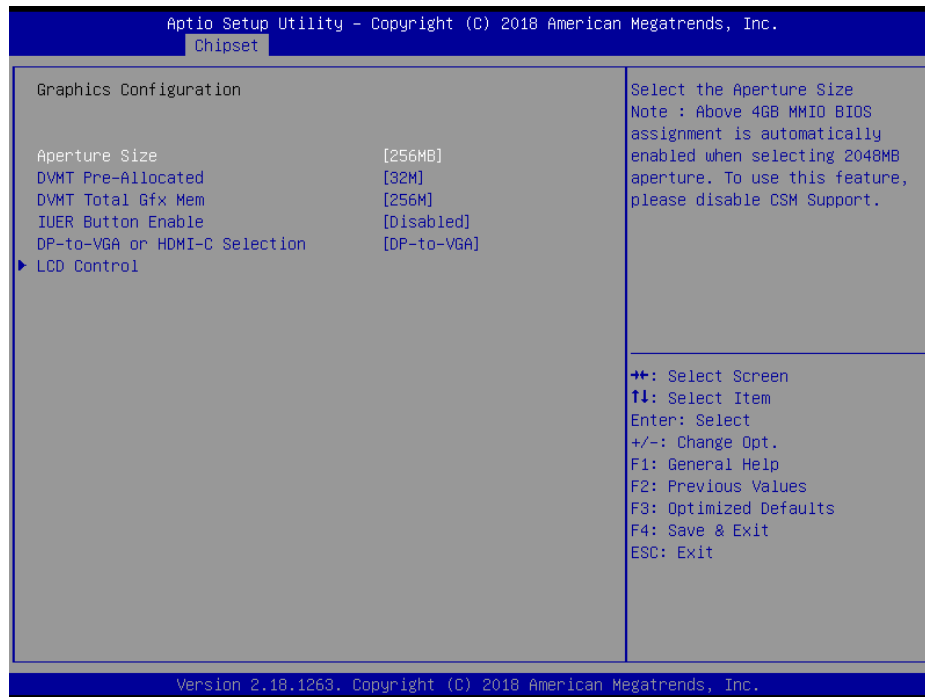 Aptio Setup Utility – Copyright (C) 2018 American Megatrends, Inc.
Chipset
Graphics Configuration
Aperture Size [256MB]
DVMT Pre-Allocated [32M]
DVMT Total Gfx Mem [256M]
IUER Button Enable [Disabled]
DP-to-VGA or HDMI-C Selection [DP-to-VGA]
LCD Control
Select the Aperture Size
Note : Above 4GB MMIO BIOS
assignment is automatically
enabled when selecting 2048MB
aperture. To use this feature,
please disable CSM Support.
→←: Select Screen
↑↓: Select Item
Enter: Select
+/-: Change Opt.
F1: General Help
F2: Previous Values
F3: Optimized Defaults
F4: Save & Exit
ESC: Exit
Version 2.18.1263. Copyright (C) 2018 American Megatrends, Inc.